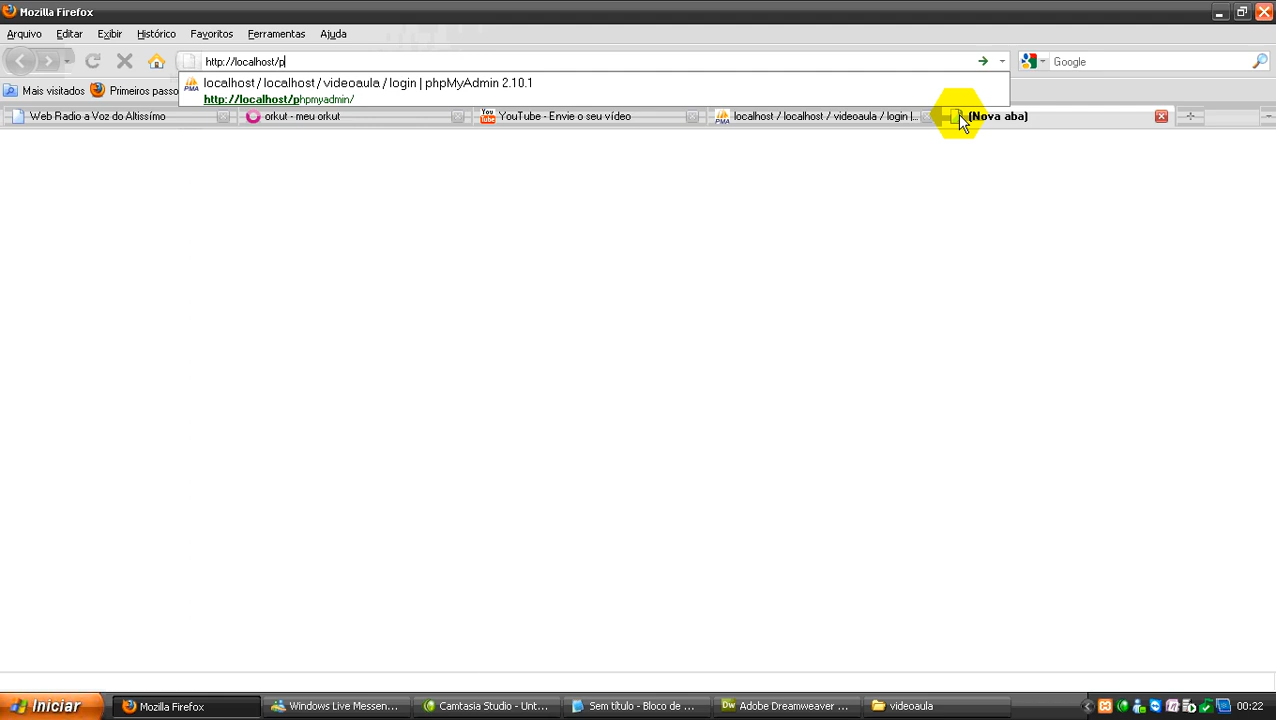 Mozilla Firefox
Arquivo Editar Exibir Histórico Favoritos Ferramentas Ajuda
http://localhost/p
Google
localhost / localhost / videoaula / login | phpMyAdmin 2.10.1
http://localhost/phpmyadmin/
Mais visitados Primeiros passo
Web Radio a Voz do Altissímo
orkut - meu orkut
YouTube - Envie o seu vídeo
localhost / localhost / videoaula / login |...
(Nova aba)
Iniciar
Mozilla Firefox
Windows Live Messen...
Camtasia Studio - Unt...
Sem título - Bloco de ...
Adobe Dreamweaver ...
videoaula
00:22